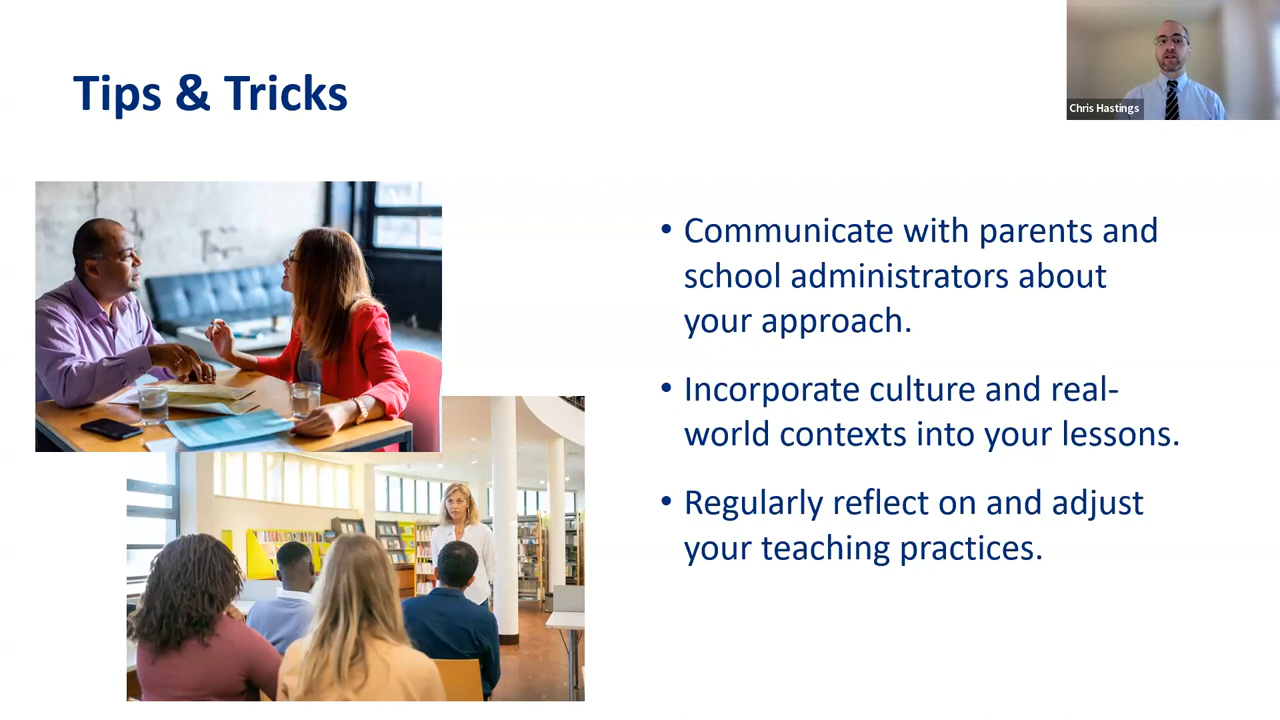 Tips & Tricks
Chris Hastings
• Communicate with parents and
school administrators about
your approach.
• Incorporate culture and real-
world contexts into your lessons.
• Regularly reflect on and adjust
your teaching practices.